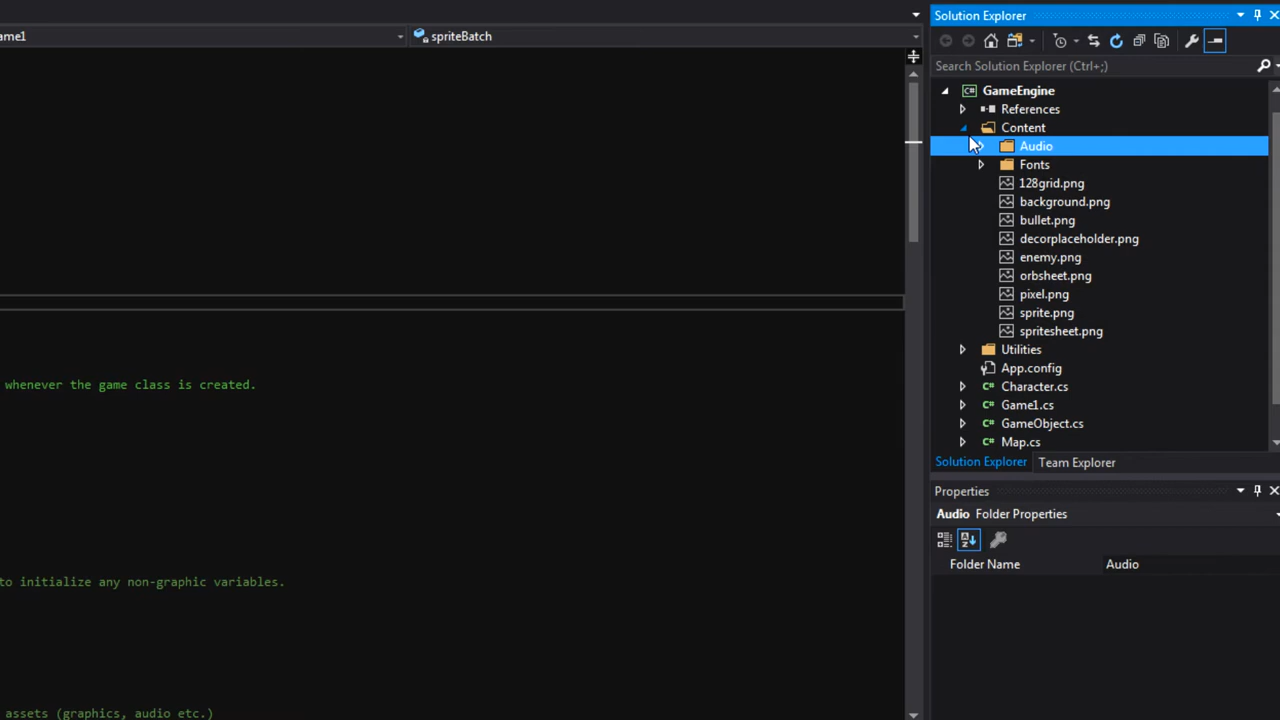 ame1
spriteBatch
whenever the game class is created.
to initialize any non-graphic variables.
assets (graphics, audio etc.)
Solution Explorer
Search Solution Explorer (Ctrl+;)
GameEngine
References
Content
Audio
Fonts
128grid.png
background.png
bullet.png
decorplaceholder.png
enemy.png
orbsheet.png
pixel.png
sprite.png
spritesheet.png
Utilities
App.config
C# Character.cs
C# Game1.cs
C# GameObject.cs
C# Map.cs
Solution Explorer Team Explorer
Properties
Audio Folder Properties
Folder Name Audio